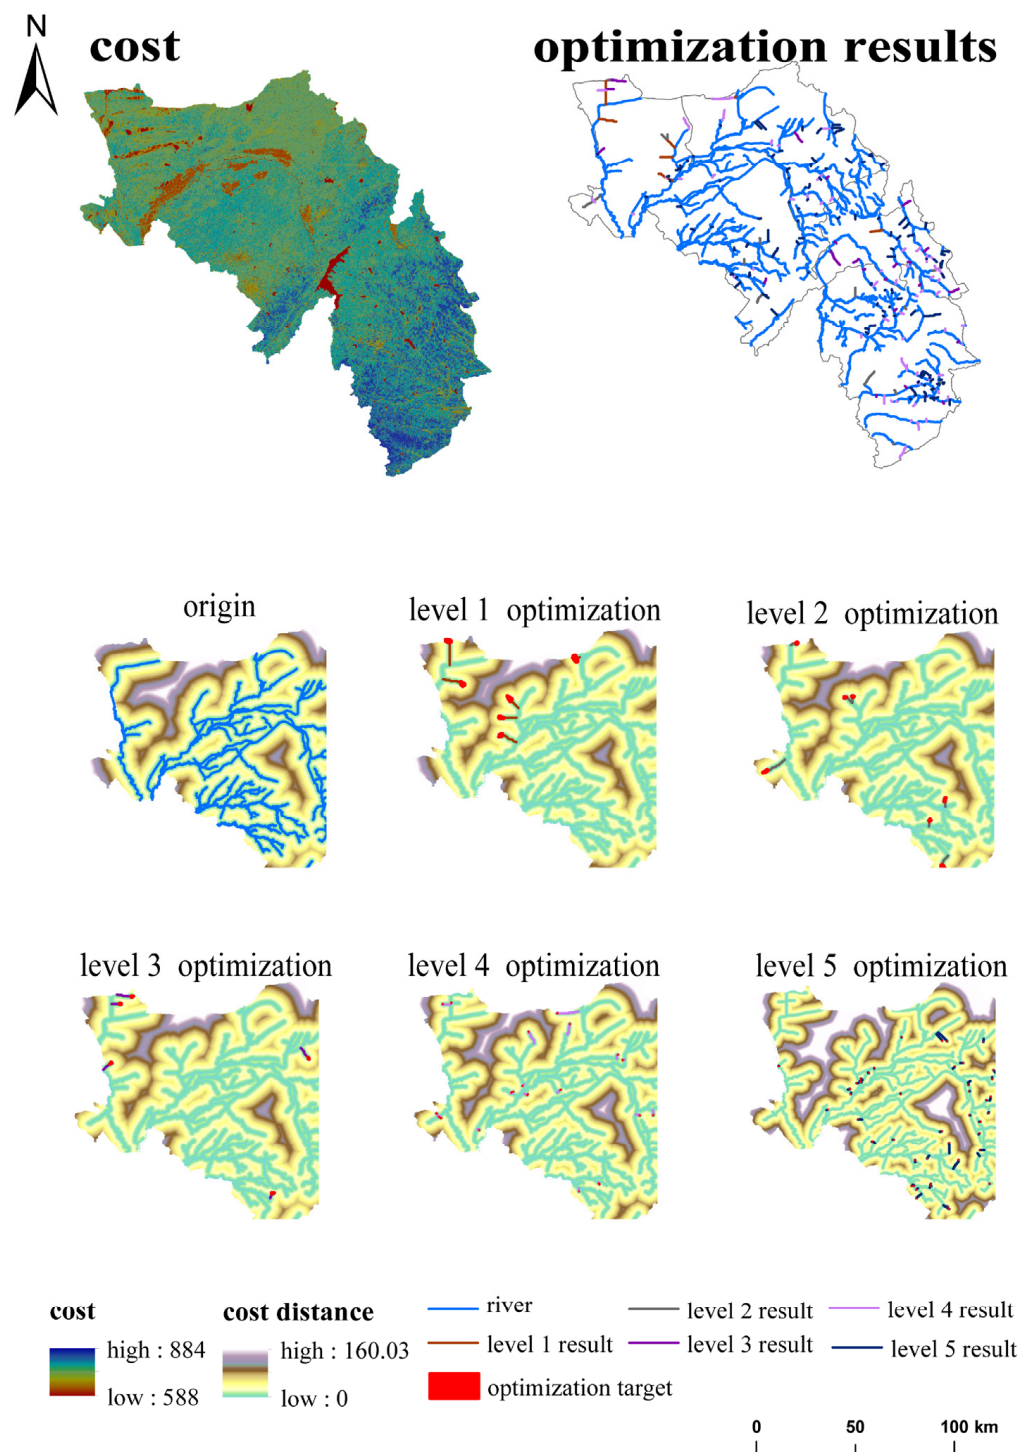 N
cost
optimization results
origin
level 1 optimization
level 2 optimization
level 3 optimization
level 4 optimization
level 5 optimization
cost
high : 884
low : 588
cost distance
high : 160.03
low : 0
river
level 1 result
optimization target
level 2 result
level 3 result
level 4 result
level 5 result
0 50 100 km